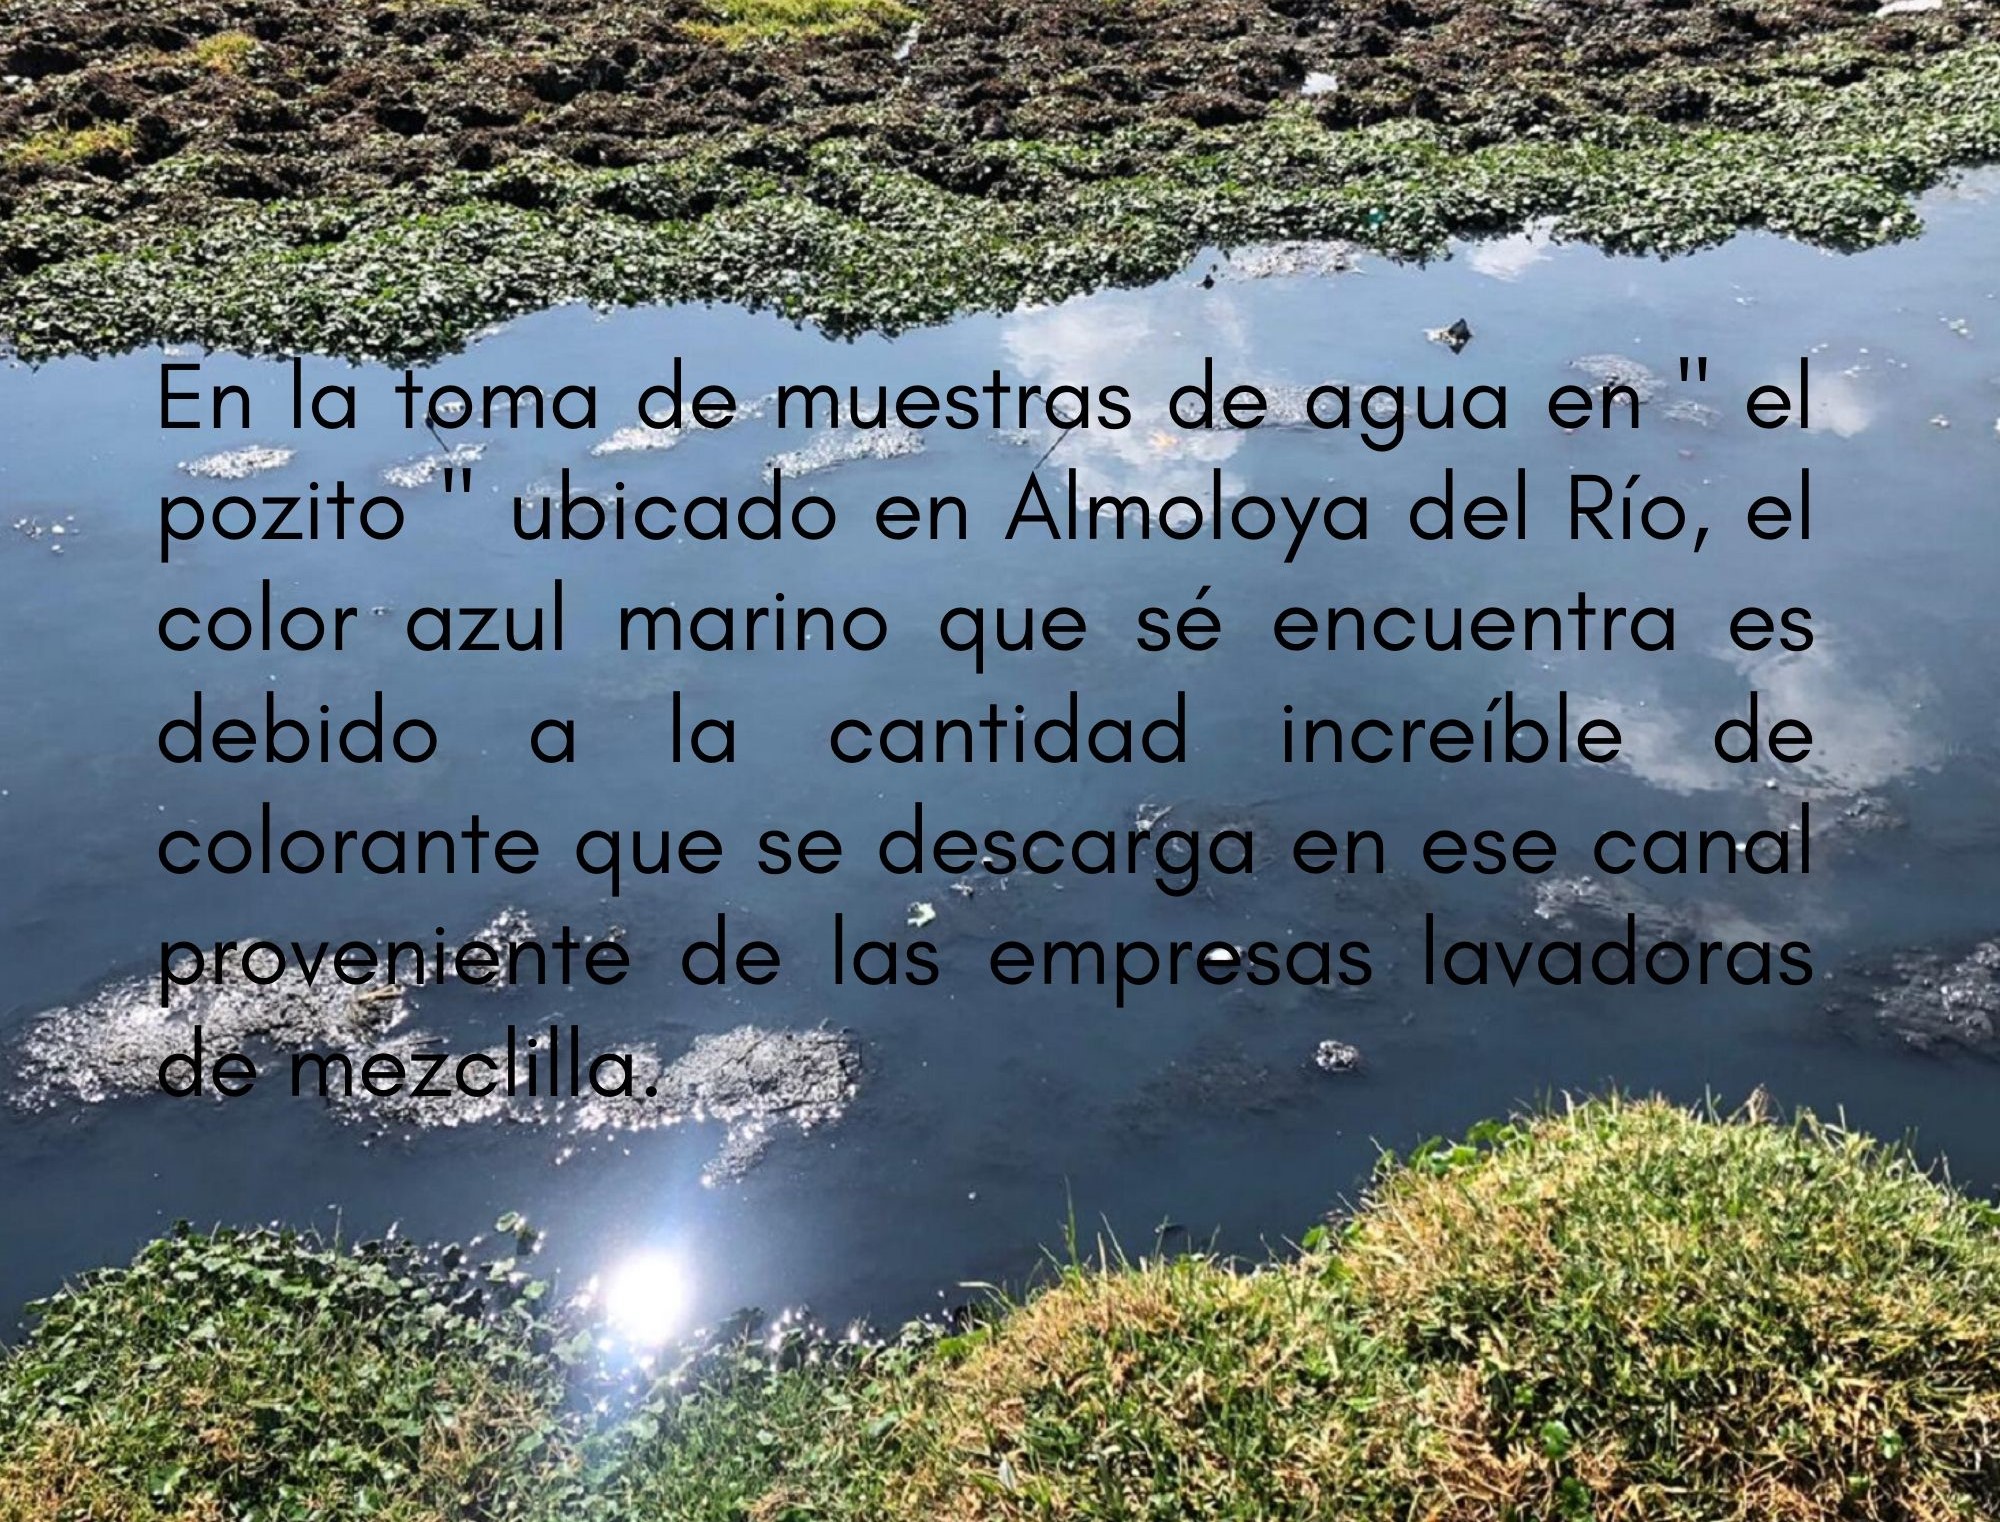 En la toma de muestras de agua en " el
pozito " ubicado en Almoloya del Río, el
color azul marino que sé encuentra es
debido a la cantidad increíble de
colorante que se descarga en ese canal
proveniente de las empresas lavadoras
de mezclilla.